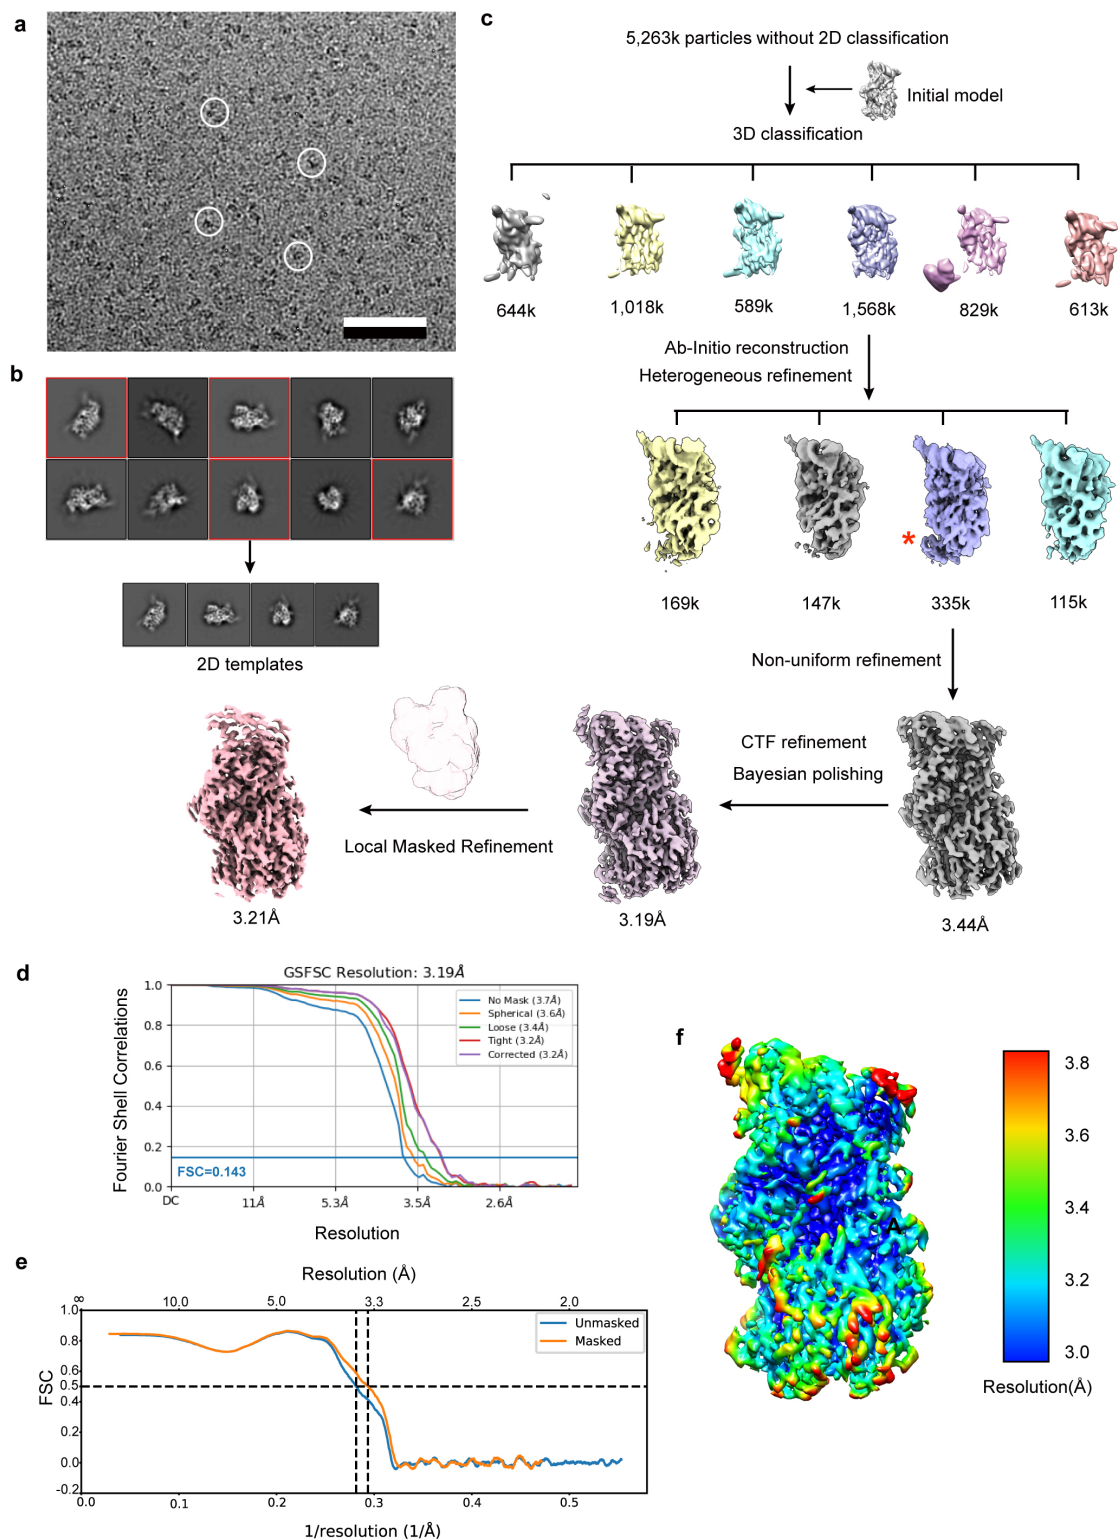 a
c
5,263k particles without 2D classification
Initial model
3D classification
644k
1,018k
589k
1,568k
829k
613k
Ab-Initio reconstruction
Heterogeneous refinement
*
169k
147k
335k
115k
Non-uniform refinement
CTF refinement
Bayesian polishing
Local Masked Refinement
3.21Å
3.19Å
3.44Å
b
2D templates
d
GSFSC Resolution: 3.19Å
Fourier Shell Correlations
1.0
0.8
0.6
0.4
0.2
0.0
No Mask (3.7Å)
Spherical (3.6Å)
Loose (3.4Å)
Tight (3.2Å)
Corrected (3.2Å)
FSC=0.143
DC
11Å
5.3Å
3.5Å
2.6Å
Resolution
e
Resolution (Å)
∞
10.0
5.0
3.3
2.5
2.0
FSC
1.0
0.8
0.6
0.5
0.4
0.2
0.0
-0.2
Unmasked
Masked
0.0
0.1
0.2
0.3
0.4
0.5
1/resolution (1/Å)
f
A
3.8
3.6
3.4
3.2
3.0
Resolution(Å)